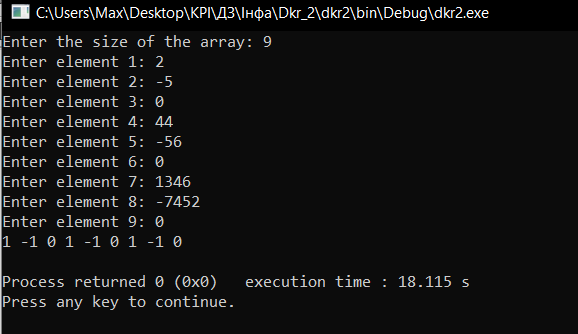 C:\Users\Max\Desktop\KPI\ДЗ\Інфа\Dkr_2\dkr2\bin\Debug\dkr2.exe
Enter the size of the array: 9
Enter element 1: 2
Enter element 2: -5
Enter element 3: 0
Enter element 4: 44
Enter element 5: -56
Enter element 6: 0
Enter element 7: 1346
Enter element 8: -7452
Enter element 9: 0
1 -1 0 1 -1 0 1 -1 0
Process returned 0 (0x0)   execution time : 18.115 s
Press any key to continue.